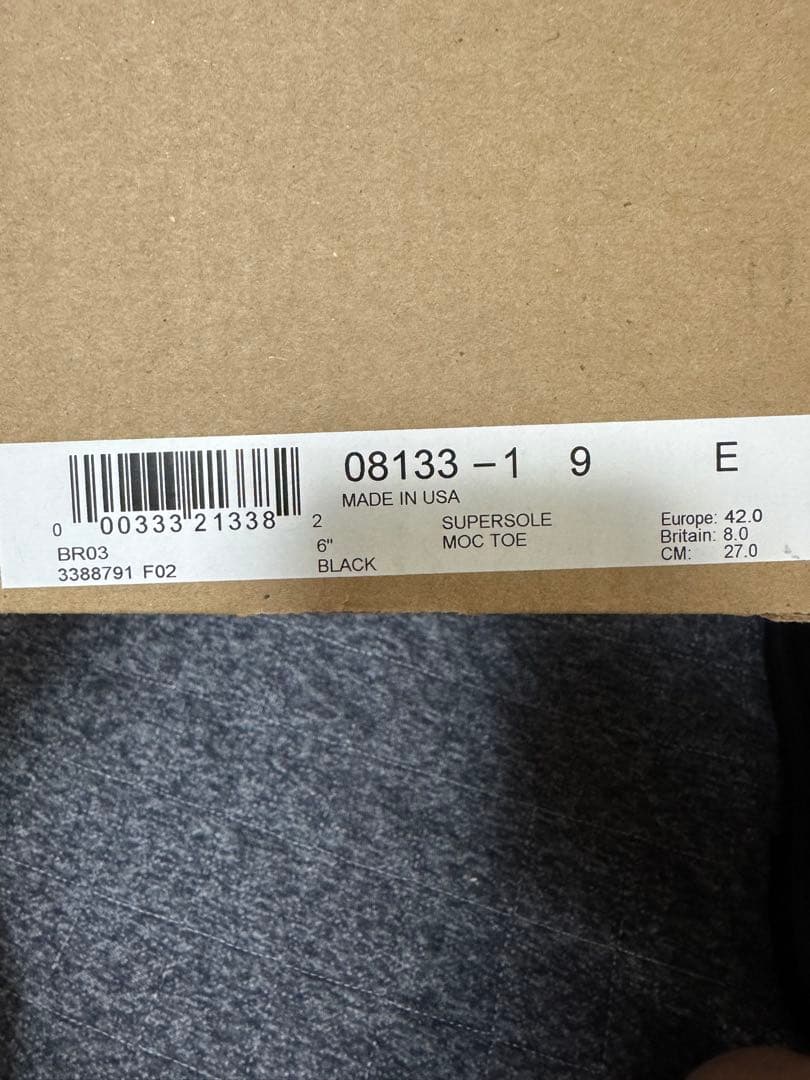 08133 – 1 9 E
MADE IN USA
0 00333 21338 2
BR03
3388791 F02
6"
BLACK
SUPERSOLE
MOC TOE
Europe: 42.0
Britain: 8.0
CM: 27.0